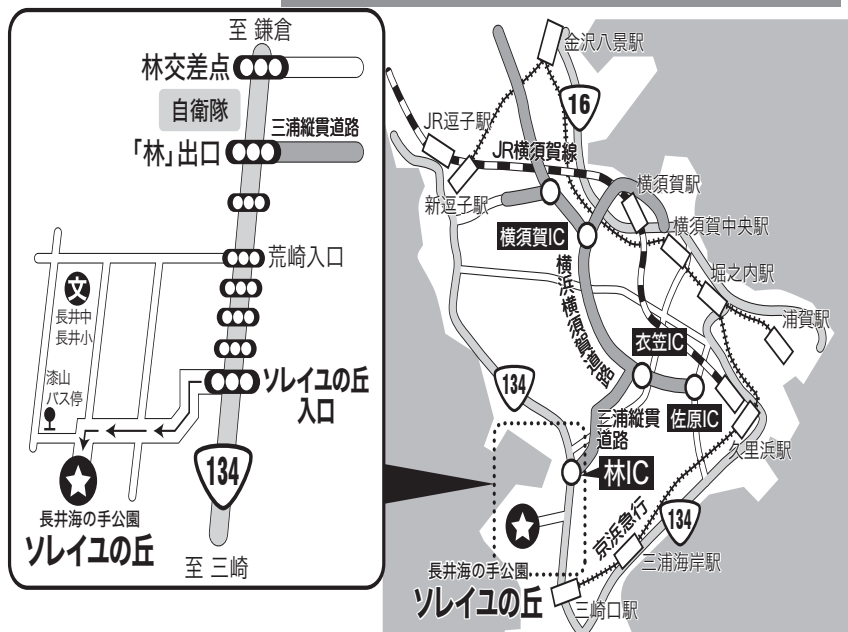 至 鎌倉
林交差点
自衛隊
三浦縦貫道路
「林」出口
荒崎入口
文
長井中
長井小
漆山
バス停
ソレイユの丘
入口
134
長井海の手公園
ソレイユの丘
至 三崎
金沢八景駅
16
JR逗子駅
JR横須賀線
新逗子駅
横須賀駅
横須賀IC
横須賀中央駅
堀之内駅
横浜横須賀道路
浦賀駅
衣笠IC
134
三浦縦貫
道路
佐原IC
久里浜駅
林IC
京浜急行
134
三浦海岸駅
長井海の手公園
ソレイユの丘
三崎口駅